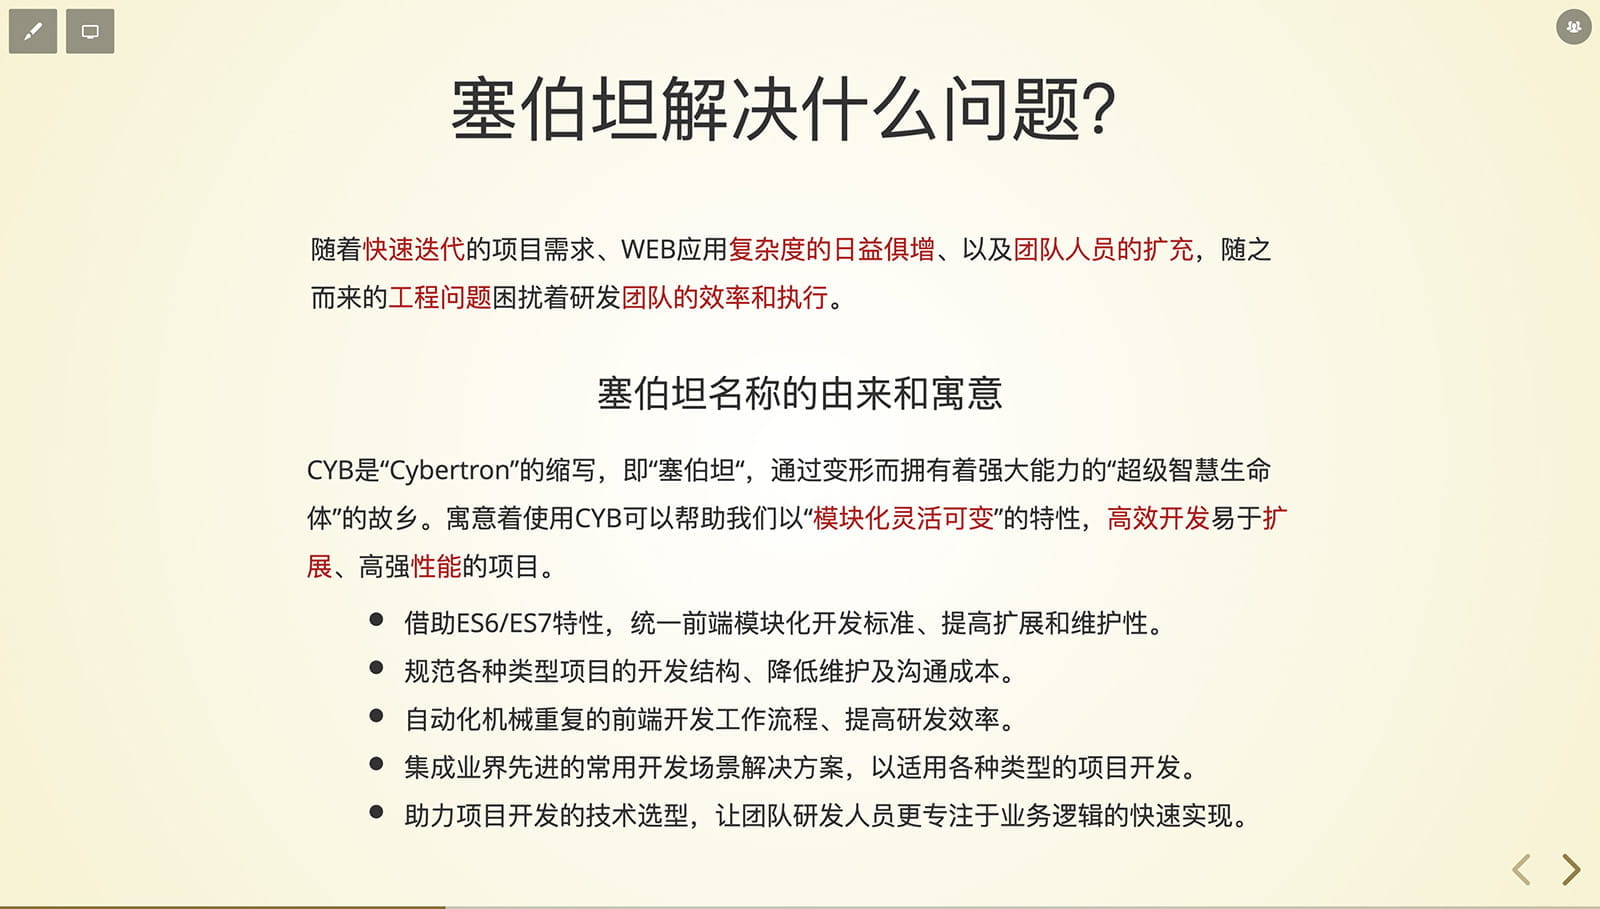 塞伯坦解决什么问题?
随着快速迭代的项目需求、WEB应用复杂度的日益俱增、以及团队人员的扩充，随之
而来的工程问题困扰着研发团队的效率和执行。
塞伯坦名称的由来和寓意
CYB是“Cybertron”的缩写，即“塞伯坦“，通过变形而拥有着强大能力的“超级智慧生命
体”的故乡。寓意着使用CYB可以帮助我们以“模块化灵活可变”的特性，高效开发易于扩
展、高强性能的项目。
● 借助ES6/ES7特性，统一前端模块化开发标准、提高扩展和维护性。
● 规范各种类型项目的开发结构、降低维护及沟通成本。
● 自动化机械重复的前端开发工作流程、提高研发效率。
● 集成业界先进的常用开发场景解决方案，以适用各种类型的项目开发。
● 助力项目开发的技术选型，让团队研发人员更专注于业务逻辑的快速实现。